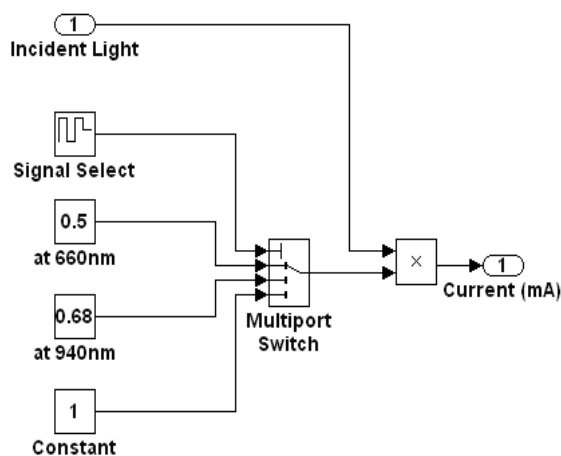 1
Incident Light
Signal Select
0.5
at 660nm
0.68
at 940nm
1
Constant
Multiport
Switch
×
1
Current (mA)